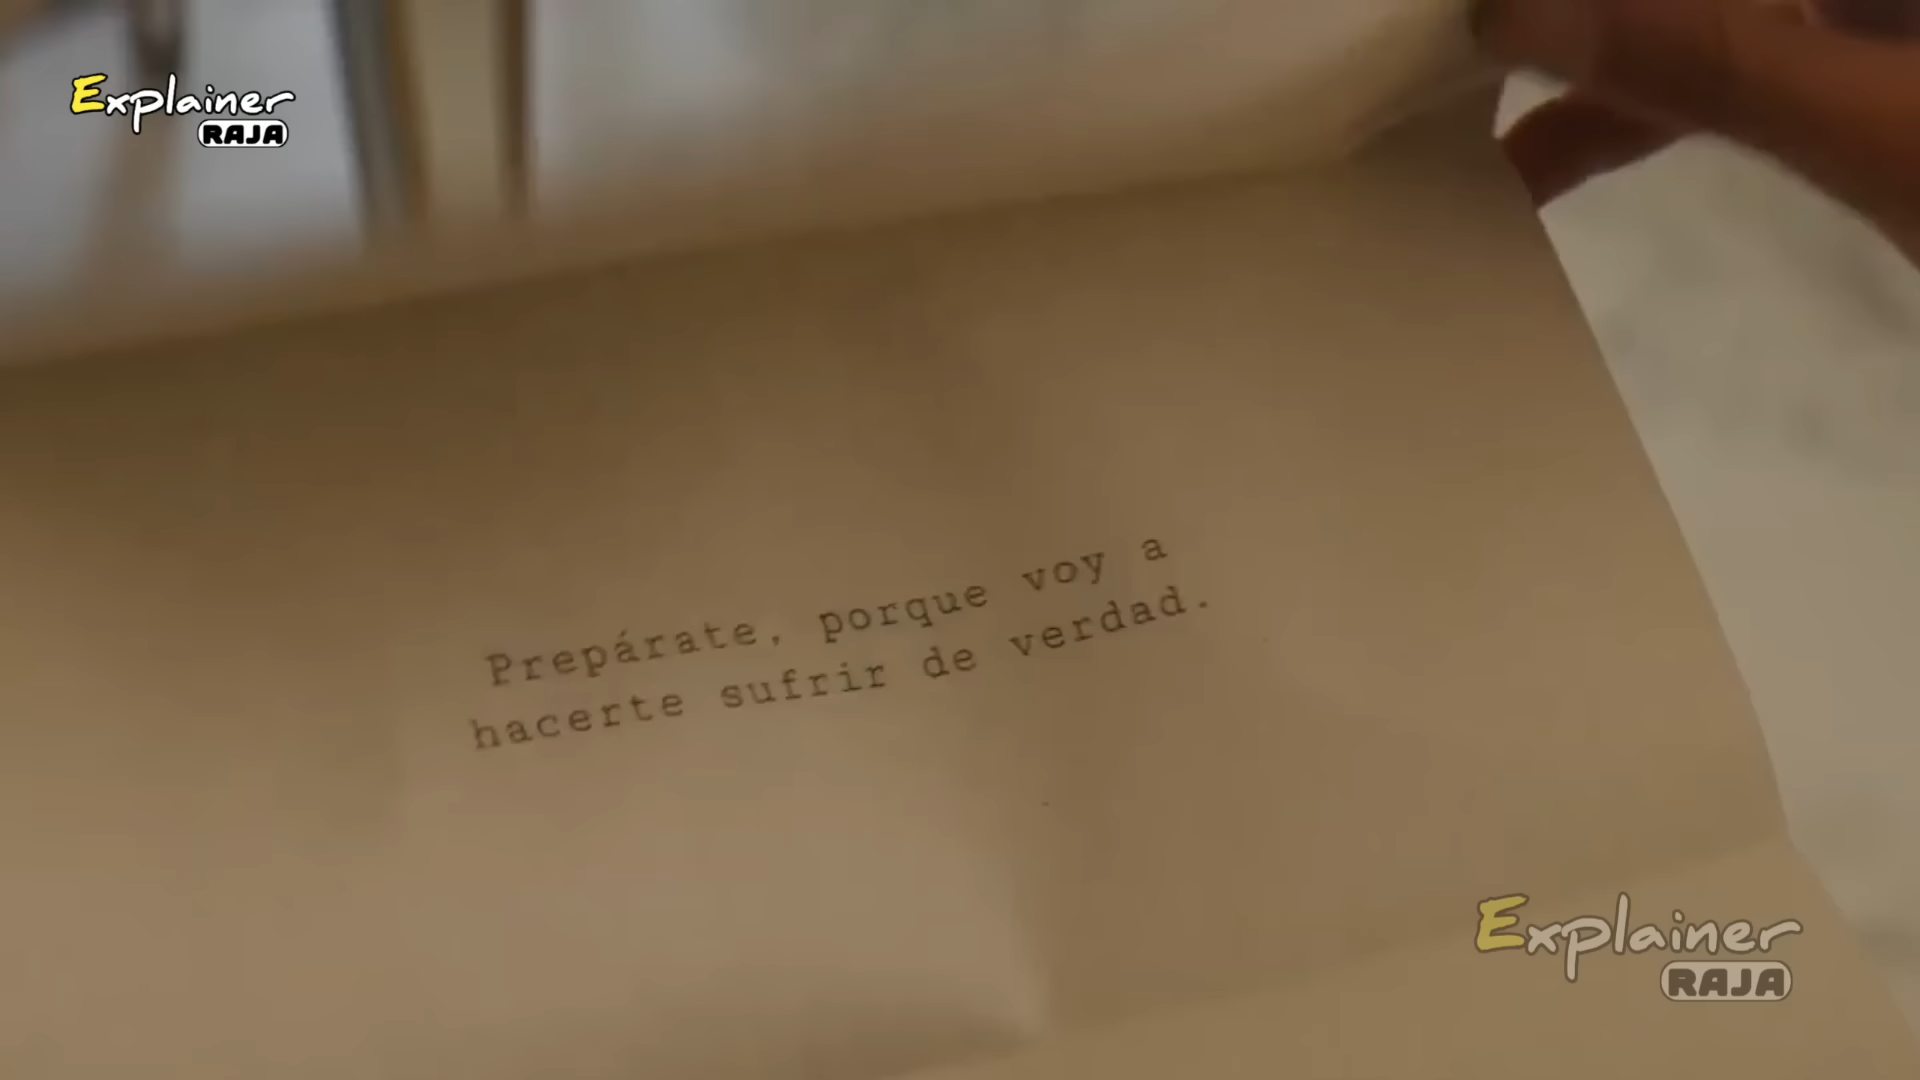 Explainer
RAJA
Prepárate, porque voy a
hacerte sufrir de verdad.
Explainer
RAJA